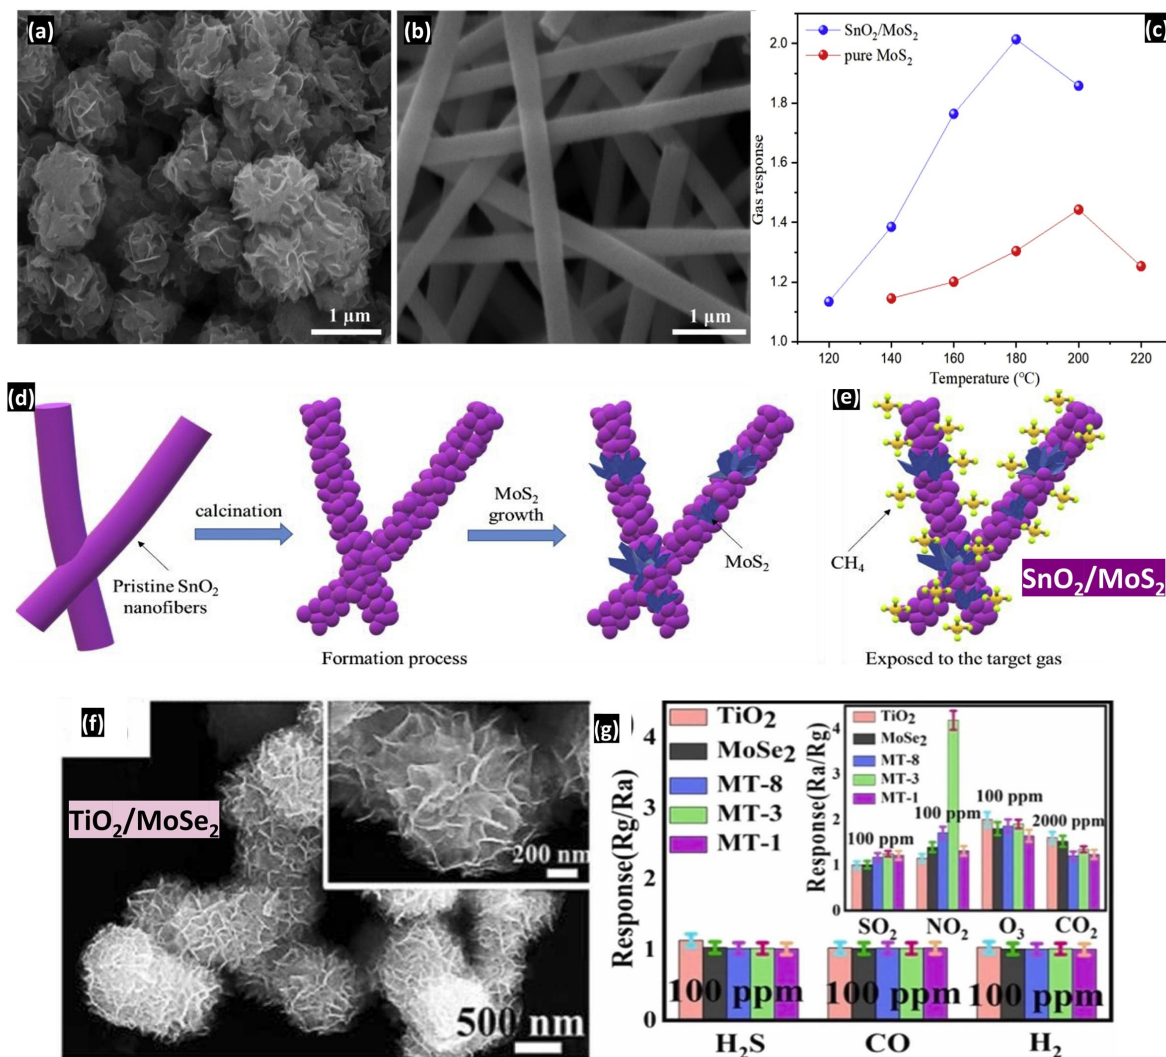 (a)
1 µm
(b)
1 µm
(c)
SnO₂/MoS₂
pure MoS₂
Gas response
2.0
1.8
1.6
1.4
1.2
1.0
120 140 160 180 200 220
Temperature (°C)
(d)
calcination
Pristine SnO₂
nanofibers
MoS₂
growth
MoS₂
Formation process
(e)
CH₄
SnO₂/MoS₂
Exposed to the target gas
(f)
TiO₂/MoSe₂
200 nm
500 nm
(g)
Response(Rg/Ra)
4
3
2
1
0
TiO₂
MoSe₂
MT-8
MT-3
MT-1
100 ppm
100 ppm
100 ppm
H₂S CO H₂
Response(Ra/Rg)
4
3
2
1
0
TiO₂
MoSe₂
MT-8
MT-3
MT-1
100 ppm
100 ppm
100 ppm
2000 ppm
SO₂ NO₂ O₃ CO₂